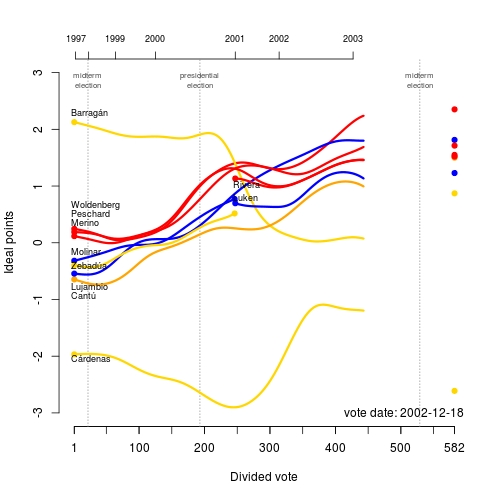 1997 1999 2000 2001 2002 2003
midterm
election
presidential
election
midterm
election
Barragán
Woldenberg
Peschard
Merino
Molinar
Zebadúa
Lujambio
Cantú
Cárdenas
Rivera
Luken
3
2
1
0
-1
-2
-3
Ideal points
vote date: 2002-12-18
1 100 200 300 400 500 582
Divided vote